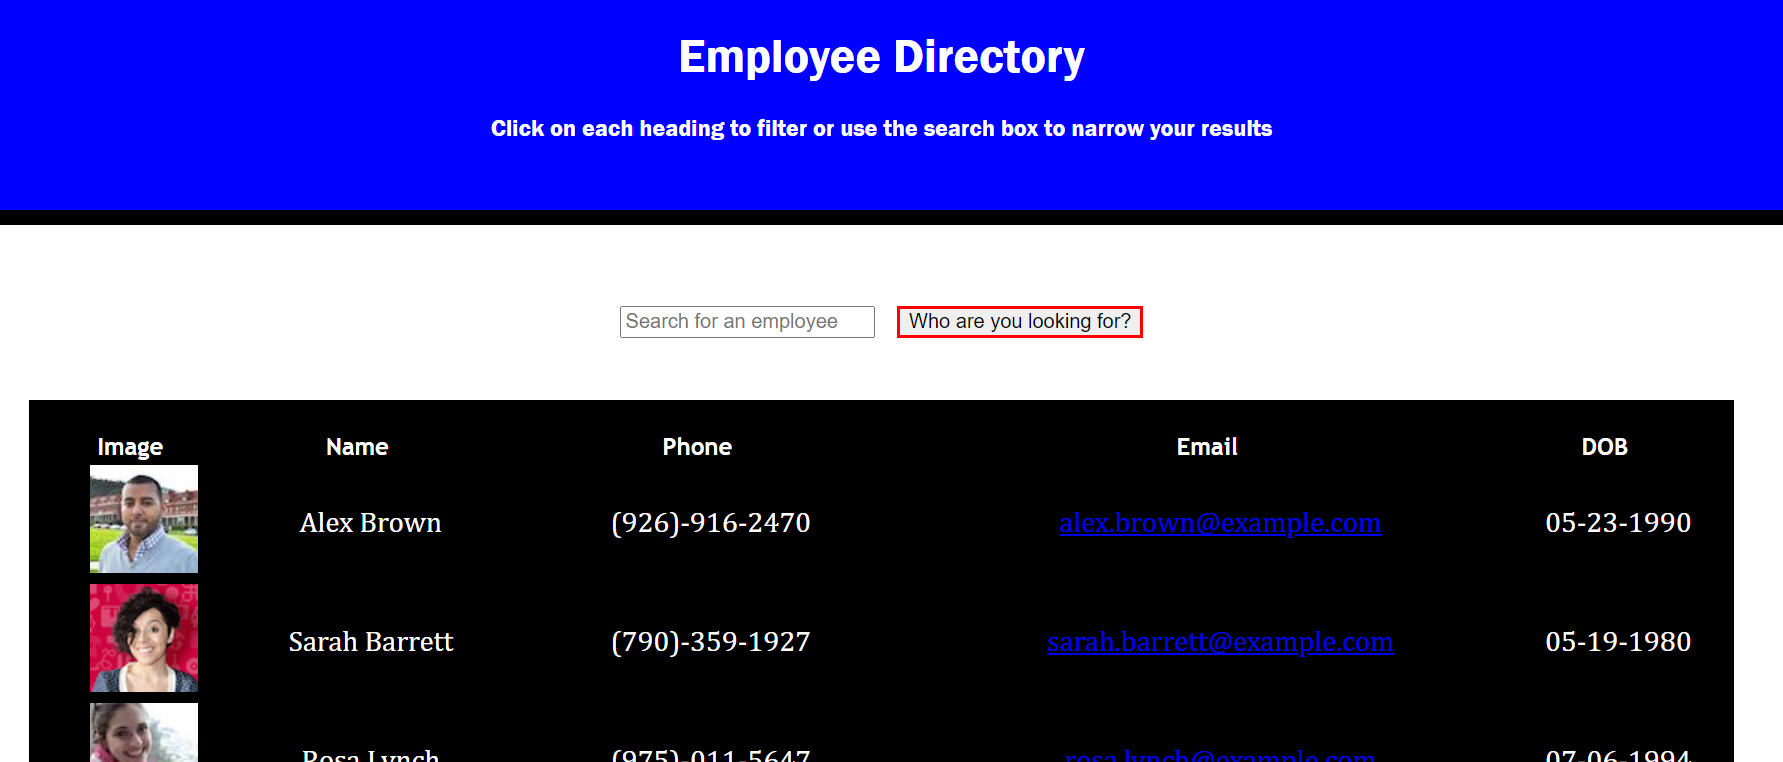 Employee Directory
Click on each heading to filter or use the search box to narrow your results
Search for an employee Who are you looking for?
Image Name Phone Email DOB
Alex Brown (926)-916-2470 alex.brown@example.com 05-23-1990
Sarah Barrett (790)-359-1927 sarah.barrett@example.com 05-19-1980
Rosa Lynch (975)-011-5647 rosa.lynch@example.com 07-06-1994